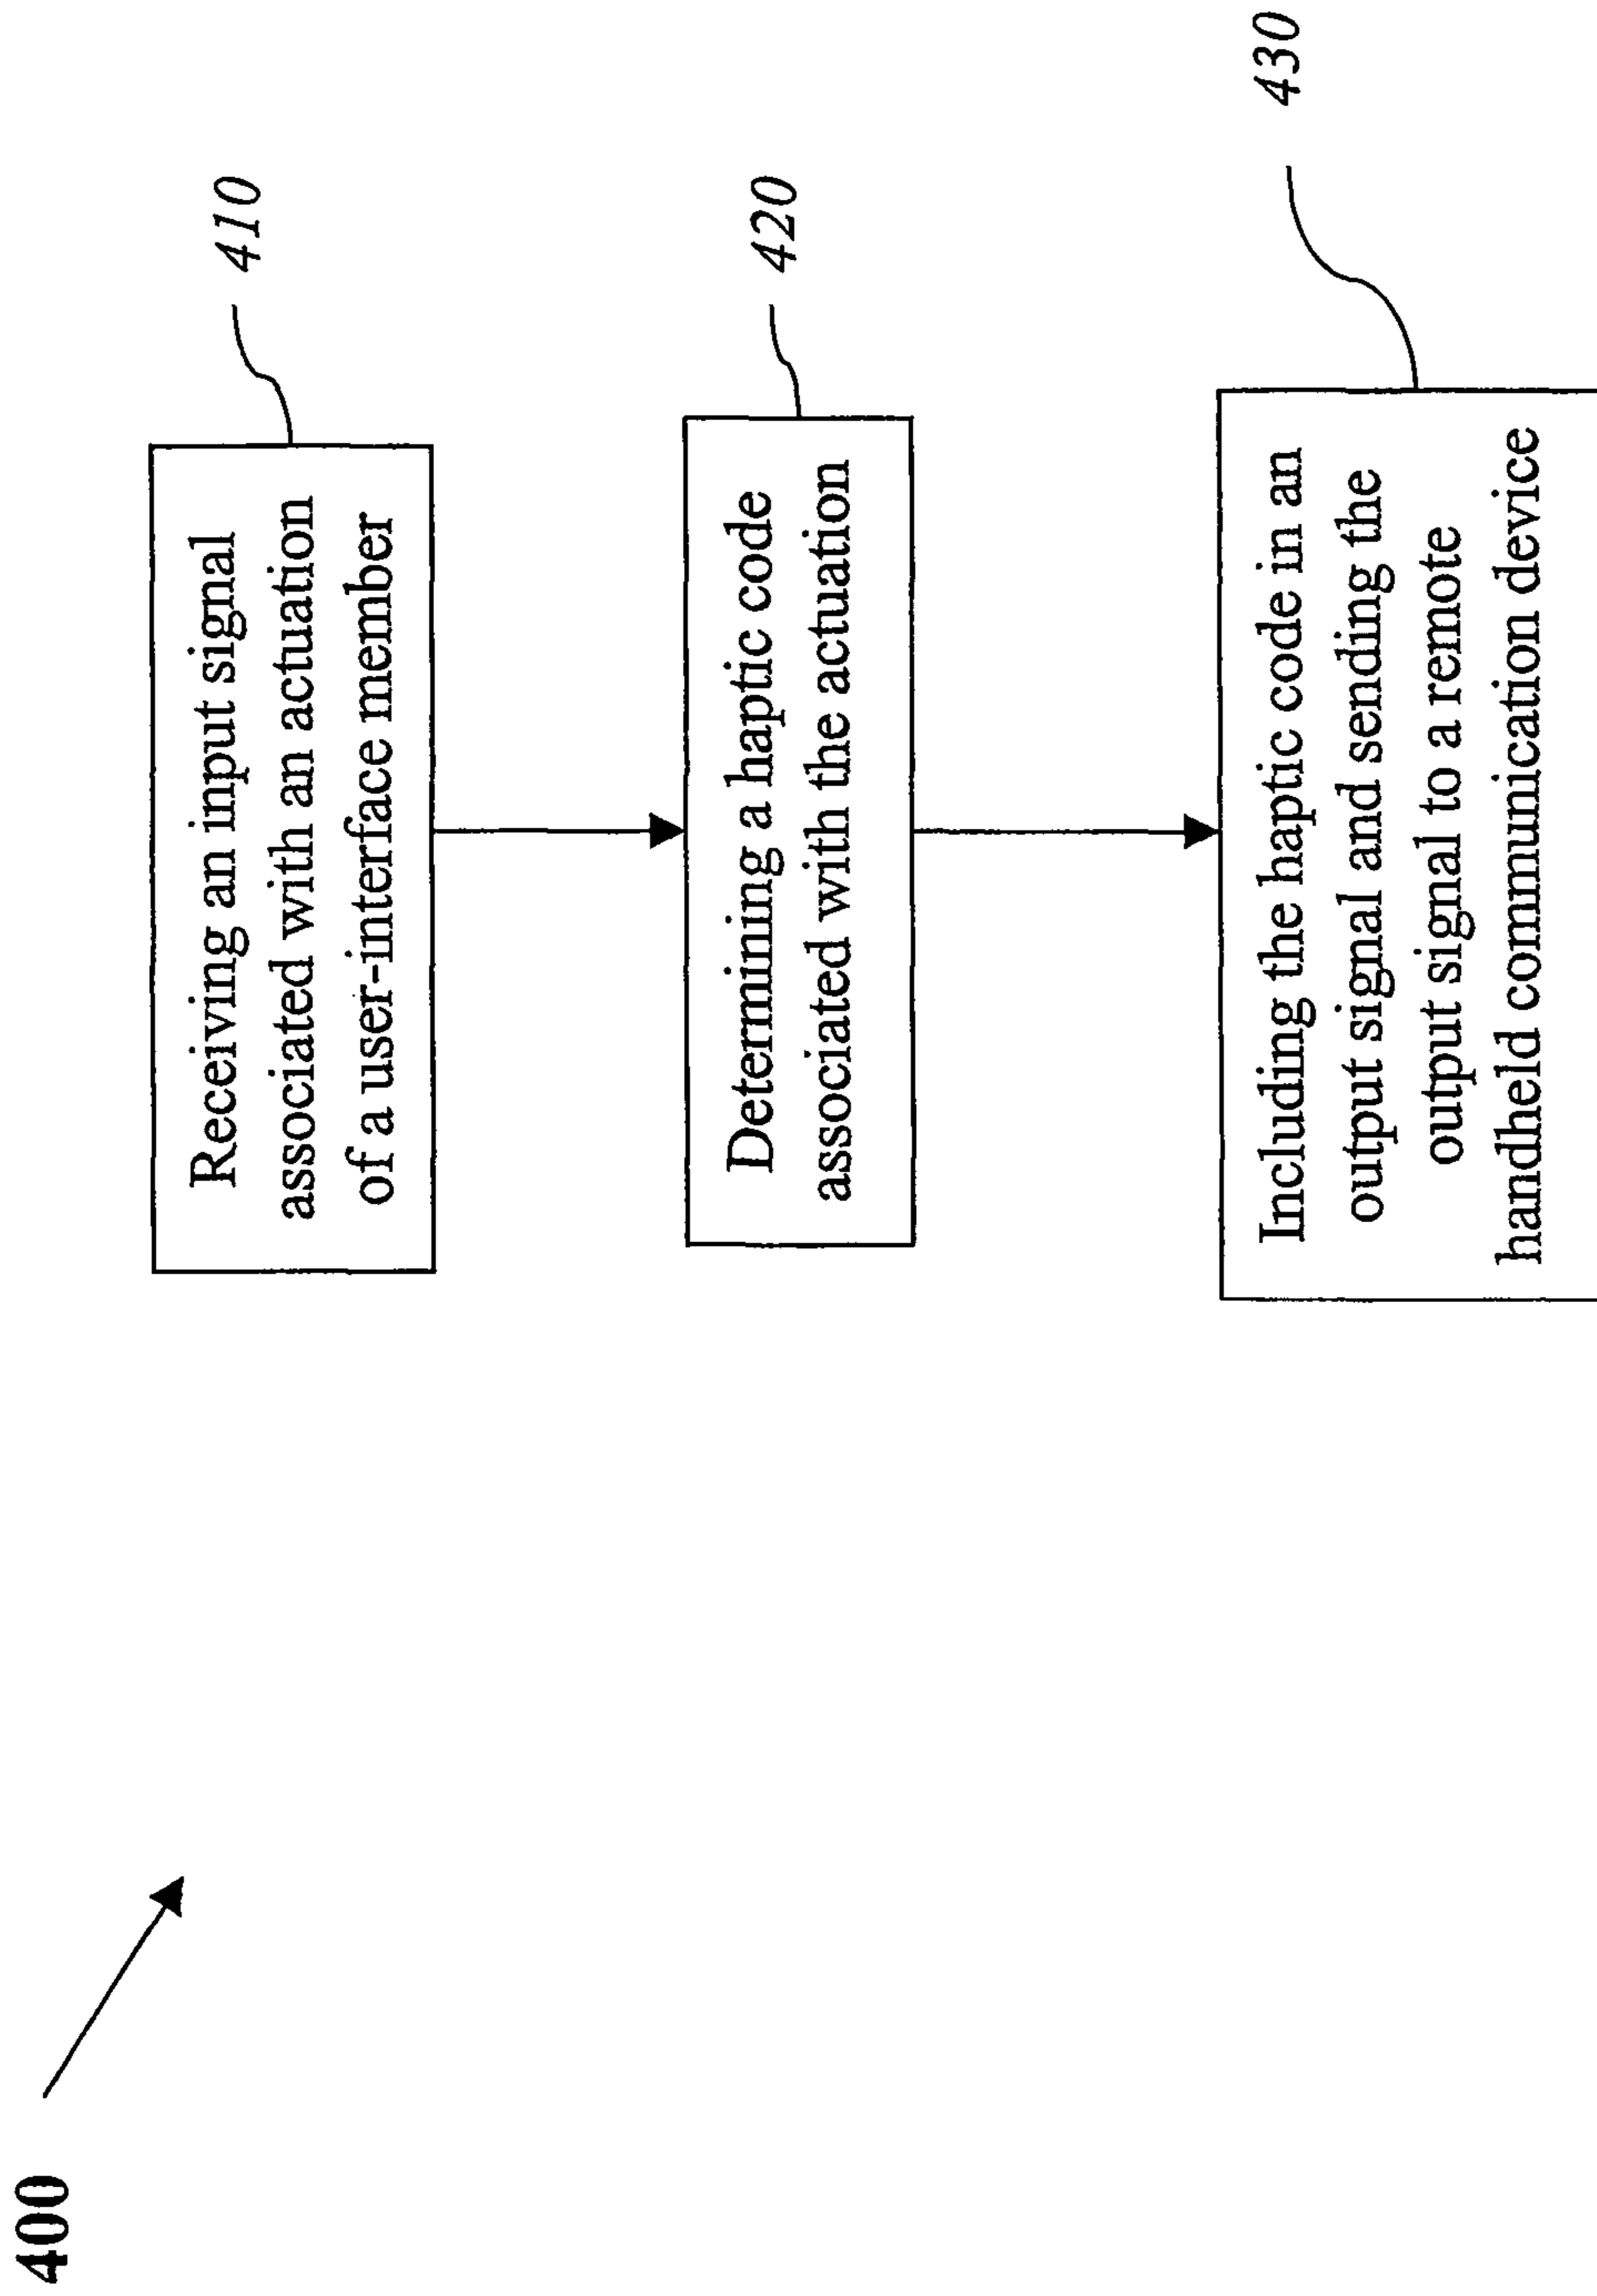 400
Receiving an input signal
associated with an actuation
of a user-interface member
410
Determining a haptic code
associated with the actuation
420
Including the haptic code in an
output signal and sending the
output signal to a remote
handheld communication device
430